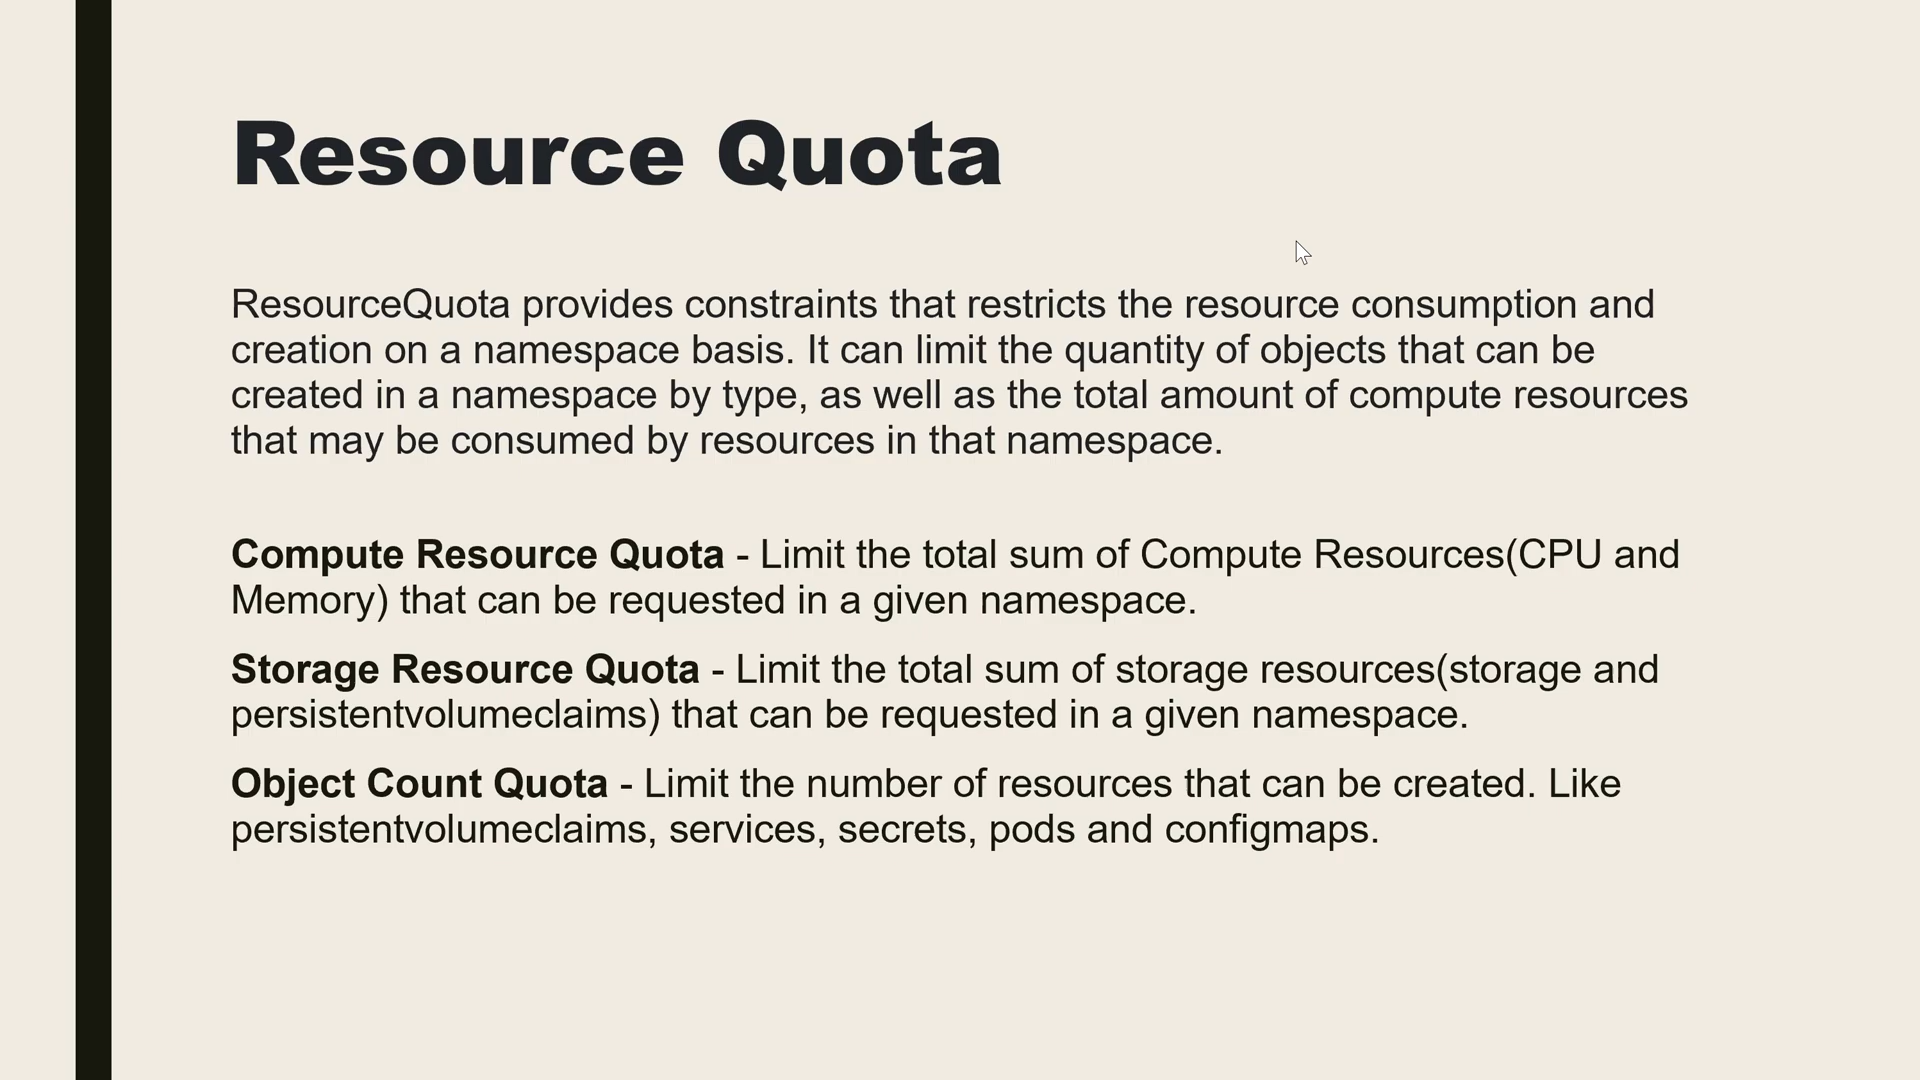 Resource Quota
ResourceQuota provides constraints that restricts the resource consumption and
creation on a namespace basis. It can limit the quantity of objects that can be
created in a namespace by type, as well as the total amount of compute resources
that may be consumed by resources in that namespace.
Compute Resource Quota - Limit the total sum of Compute Resources(CPU and
Memory) that can be requested in a given namespace.
Storage Resource Quota - Limit the total sum of storage resources(storage and
persistentvolumeclaims) that can be requested in a given namespace.
Object Count Quota - Limit the number of resources that can be created. Like
persistentvolumeclaims, services, secrets, pods and configmaps.